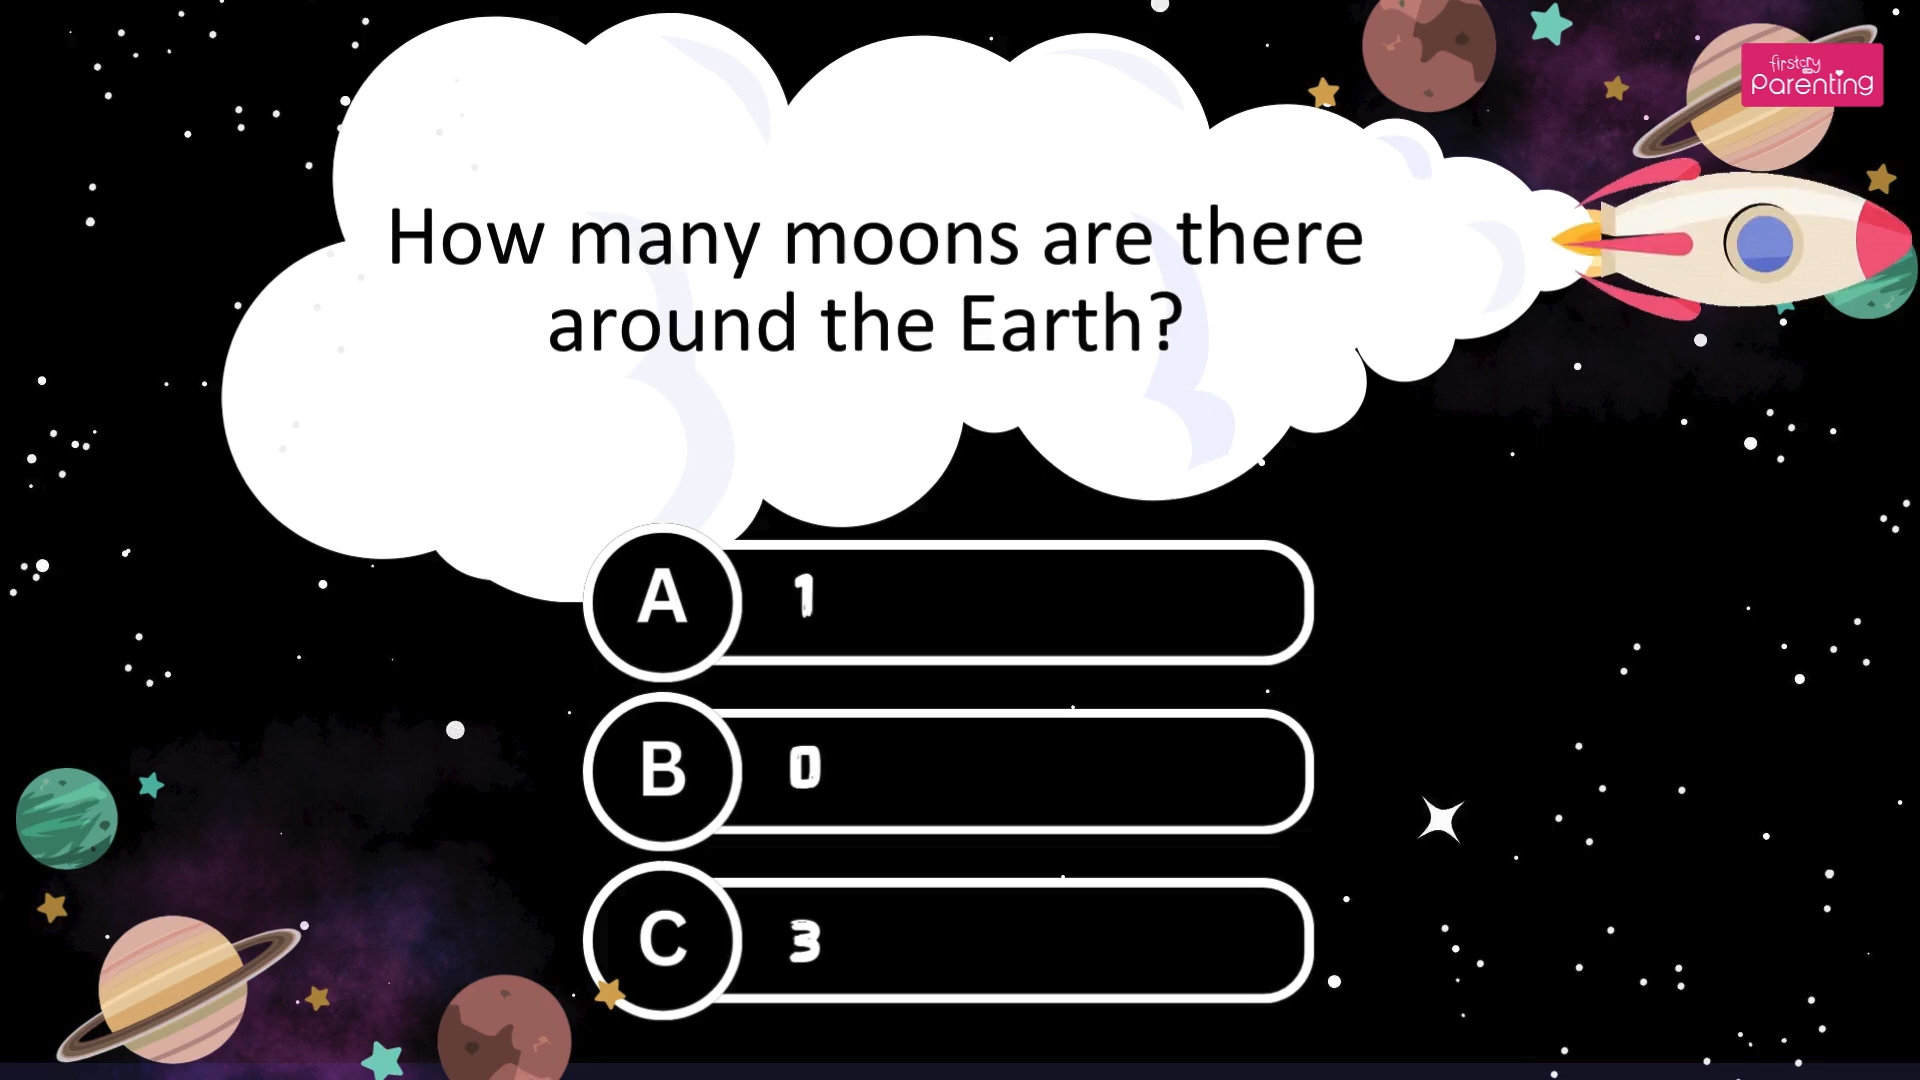 firstcry
Parenting
How many moons are there
around the Earth?
A 1
B 0
C 3